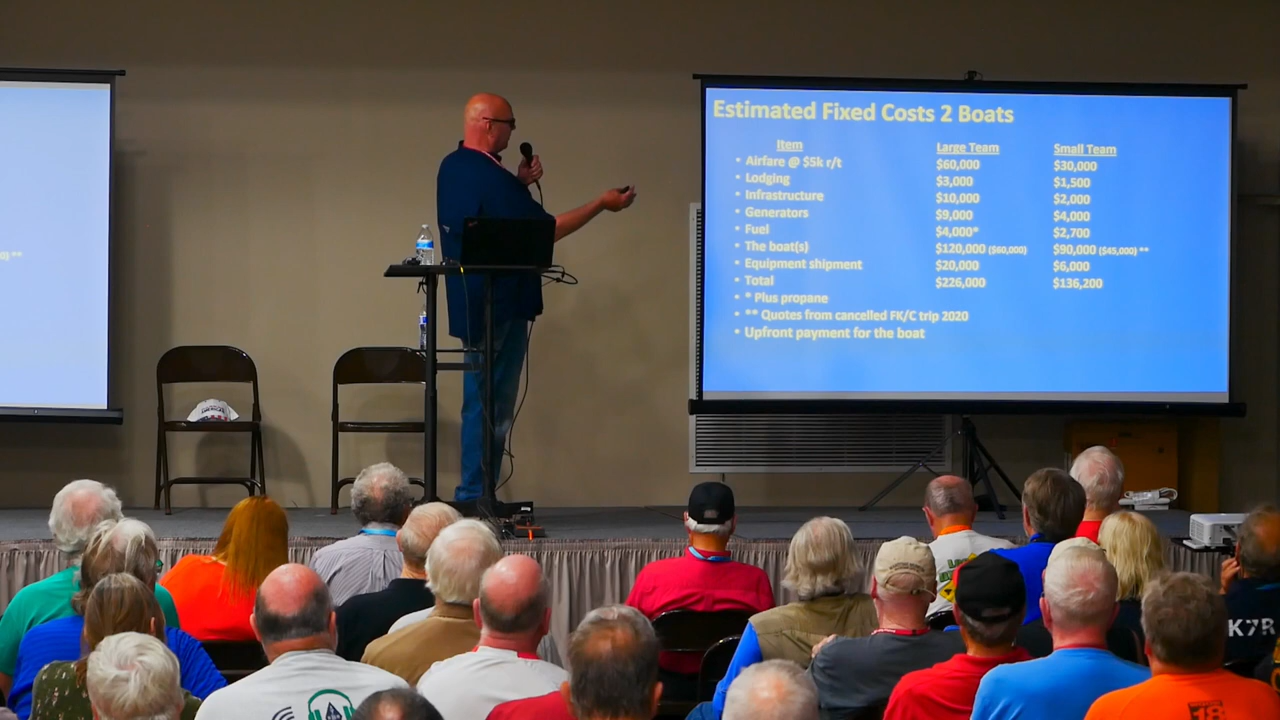 Estimated Fixed Costs 2 Boats
Item Large Team Small Team
• Airfare @ $5k r/t $60,000 $30,000
• Lodging $3,000 $1,500
• Infrastructure $10,000 $2,000
• Generators $9,000 $4,000
• Fuel $4,000* $2,700
• The boat(s) $120,000 ($60,000) $90,000 ($45,000) **
• Equipment shipment $20,000 $6,000
• Total $226,000 $136,200
• * Plus propane
• ** Quotes from cancelled FK/C trip 2020
• Upfront payment for the boat
0) **
K7R